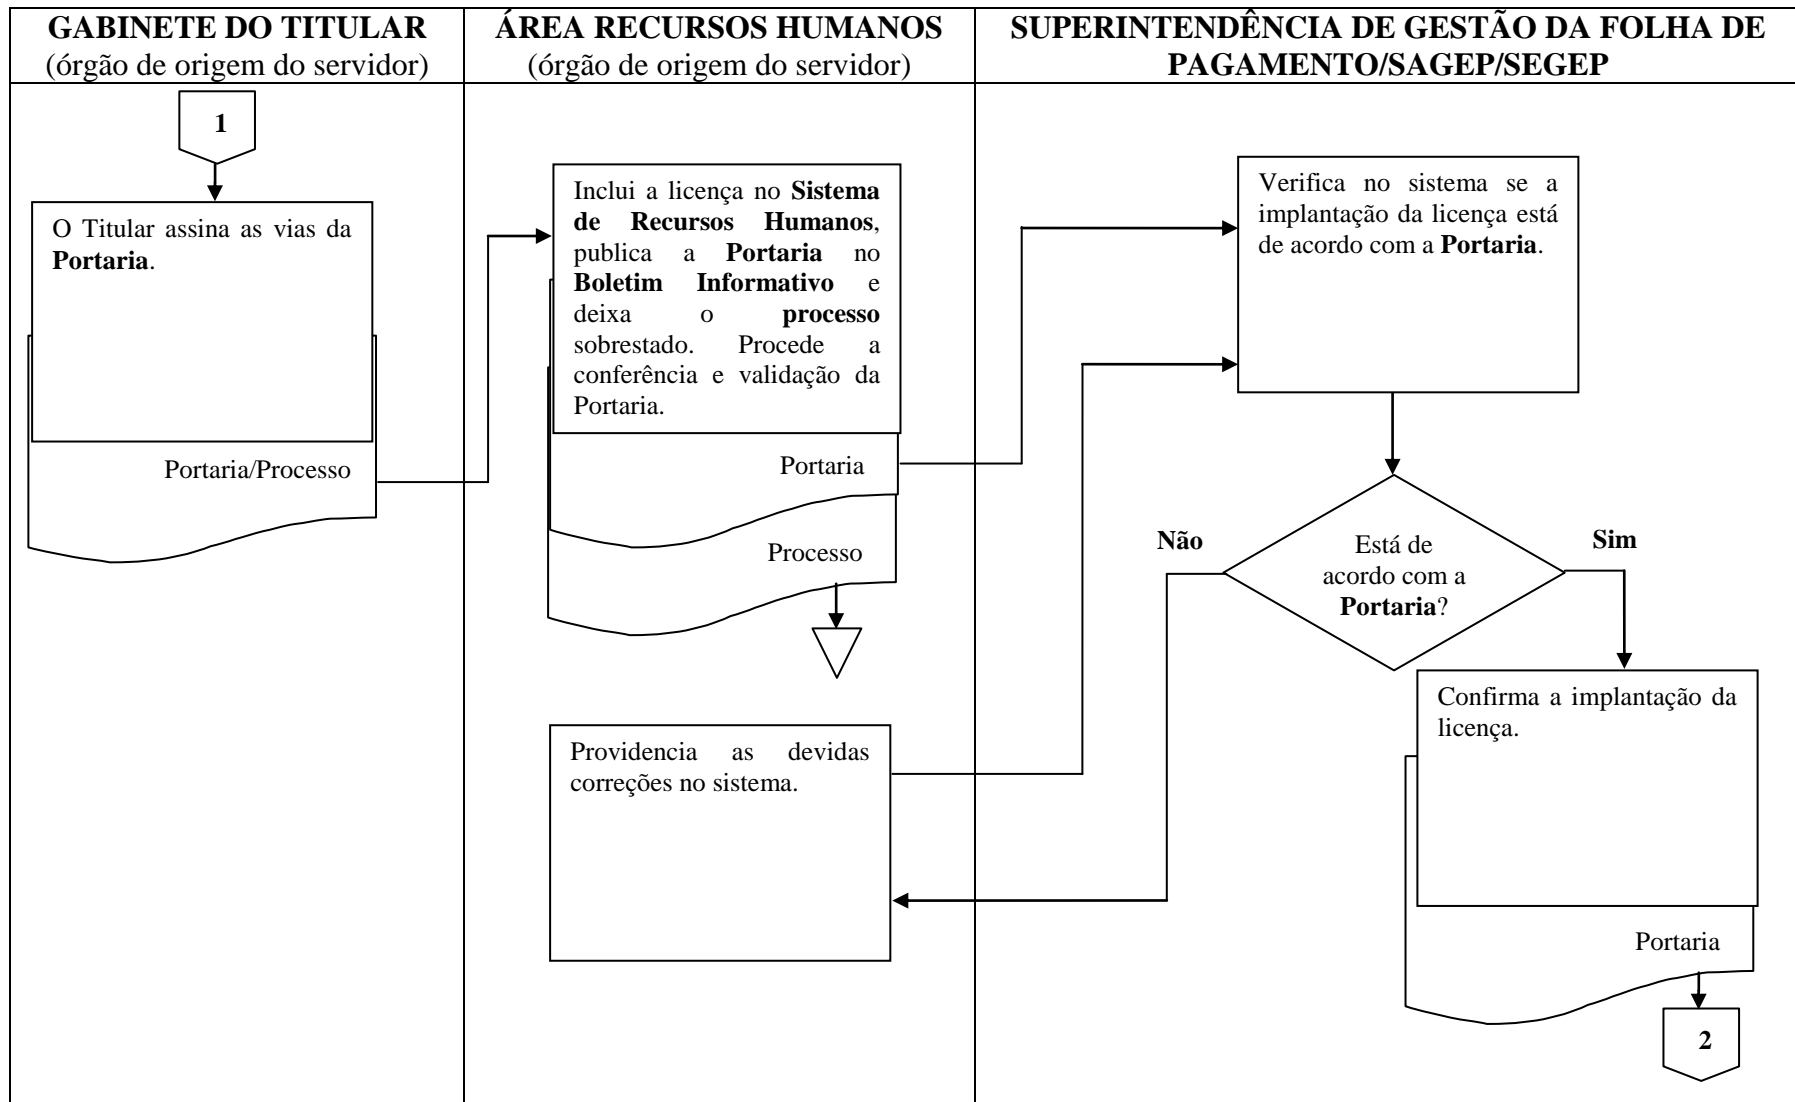 GABINETE DO TITULAR
(órgão de origem do servidor)
ÁREA RECURSOS HUMANOS
(órgão de origem do servidor)
SUPERINTENDÊNCIA DE GESTÃO DA FOLHA DE
PAGAMENTO/SAGEP/SEGEP
1
O Titular assina as vias da
Portaria.
Portaria/Processo
Inclui a licença no Sistema
de Recursos Humanos,
publica a Portaria no
Boletim Informativo e
deixa o processo
sobrestado. Procede a
conferência e validação da
Portaria.
Portaria
Processo
Providencia as devidas
correções no sistema.
Verifica no sistema se a
implantação da licença está
de acordo com a Portaria.
Não
Está de
acordo com a
Portaria?
Sim
Confirma a implantação da
licença.
Portaria
2